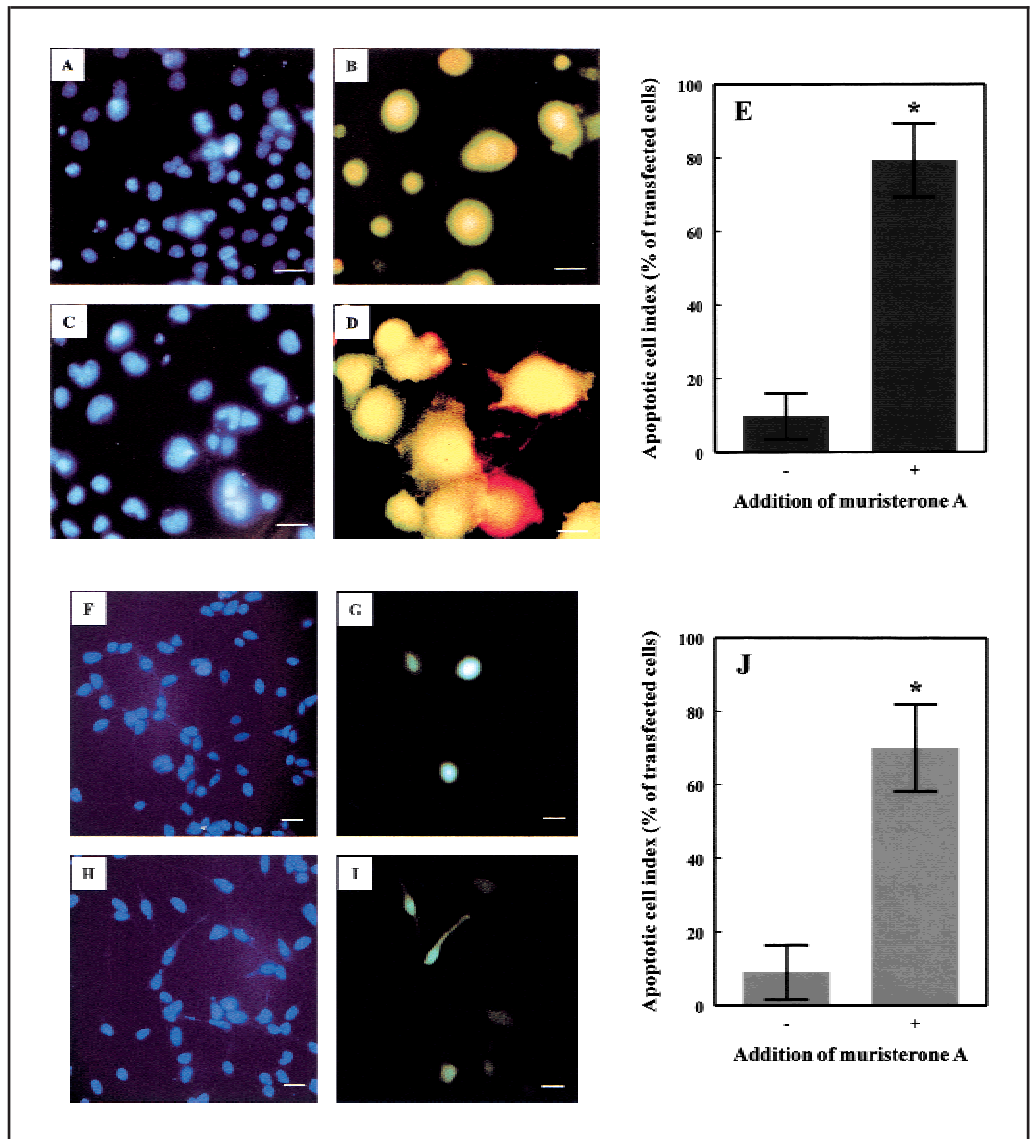 A
B
C
D
E
*
100
80
60
40
20
0
Apoptotic cell index (% of transfected cells)
-
+
Addition of muristerone A
F
G
H
I
J
*
100
80
60
40
20
0
Apoptotic cell index (% of transfected cells)
-
+
Addition of muristerone A